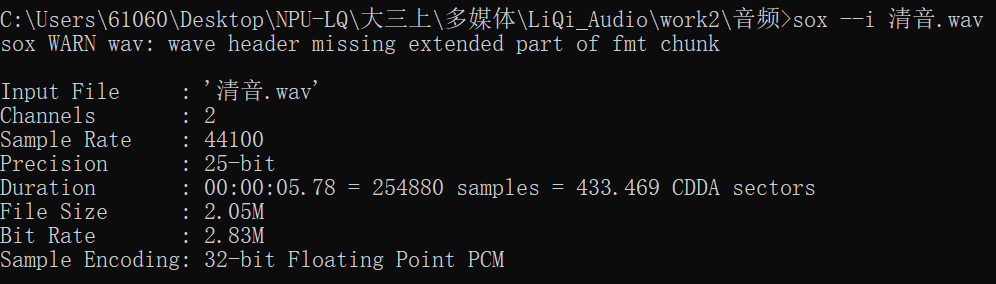 C:\Users\61060\Desktop\NPU-LQ\大三上\多媒体\LiQi_Audio\work2\音频>sox --i 清音.wav
sox WARN wav: wave header missing extended part of fmt chunk
Input File     : '清音.wav'
Channels       : 2
Sample Rate    : 44100
Precision      : 25-bit
Duration       : 00:00:05.78 = 254880 samples = 433.469 CDDA sectors
File Size      : 2.05M
Bit Rate       : 2.83M
Sample Encoding: 32-bit Floating Point PCM